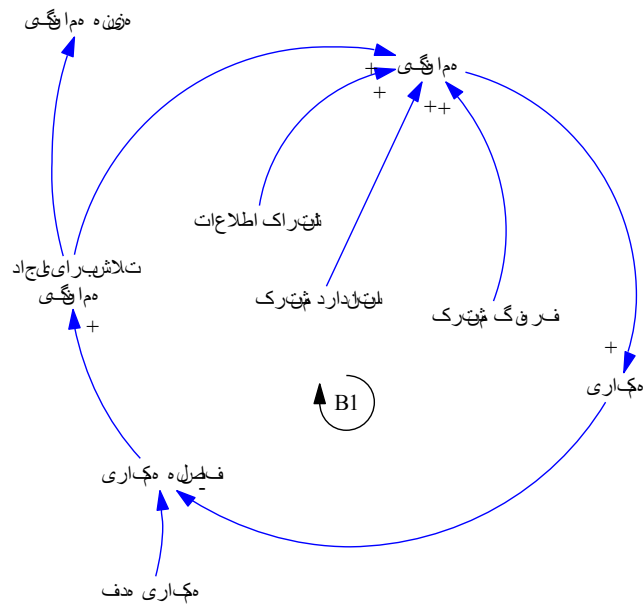 هزینه هماهنگی
هماهنگی
+
+
++
اشتراک اطلاعات
تلاش برای ایجاد
هماهنگی
استاندارد مشترک
فرهنگ مشترک
+
+
همکاری
B1
فاصله همکاری
-
هدف همکاری